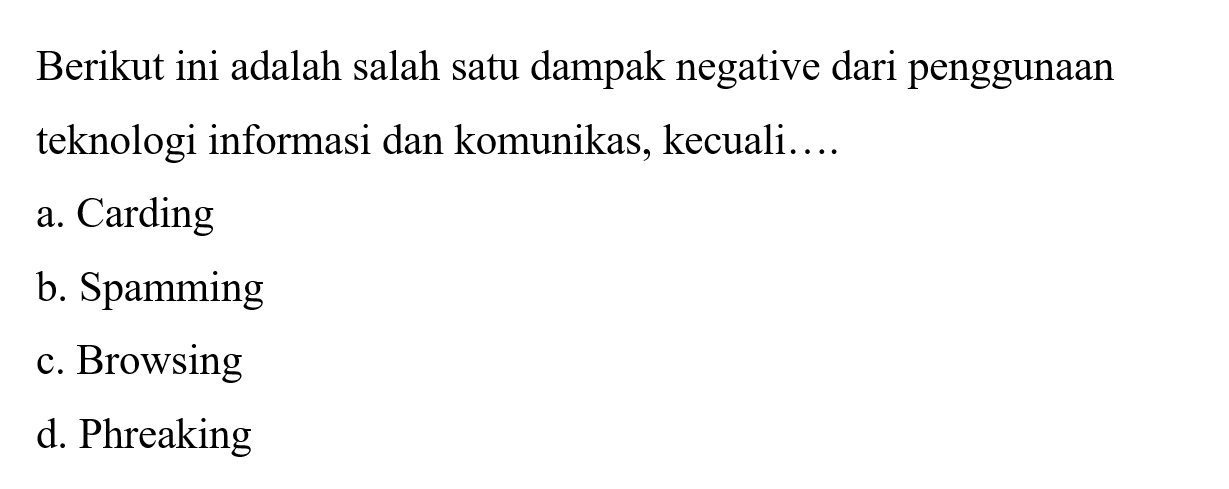 Berikut ini adalah salah satu dampak negative dari penggunaan
teknologi informasi dan komunikas, kecuali….
a. Carding
b. Spamming
c. Browsing
d. Phreaking